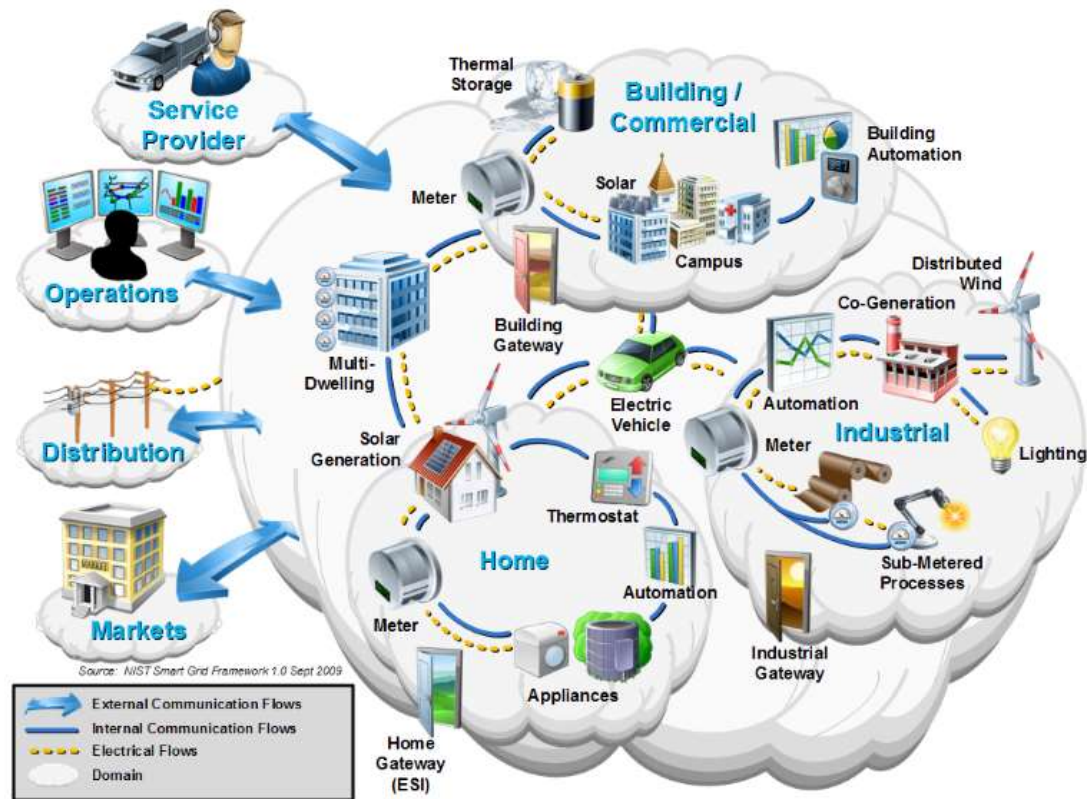 Service
Provider
Operations
Distribution
Markets
MARKET
Thermal
Storage
Building /
Commercial
Building
Automation
Meter
Solar
Campus
Building
Gateway
Multi-
Dwelling
Electric
Vehicle
Distributed
Wind
Co-Generation
Automation
Industrial
Meter
Lighting
Sub-Metered
Processes
Industrial
Gateway
Solar
Generation
Thermostat
Home
Automation
Meter
Appliances
Home
Gateway
(ESI)
Source: NIST Smart Grid Framework 1.0 Sept 2009
External Communication Flows
Internal Communication Flows
Electrical Flows
Domain